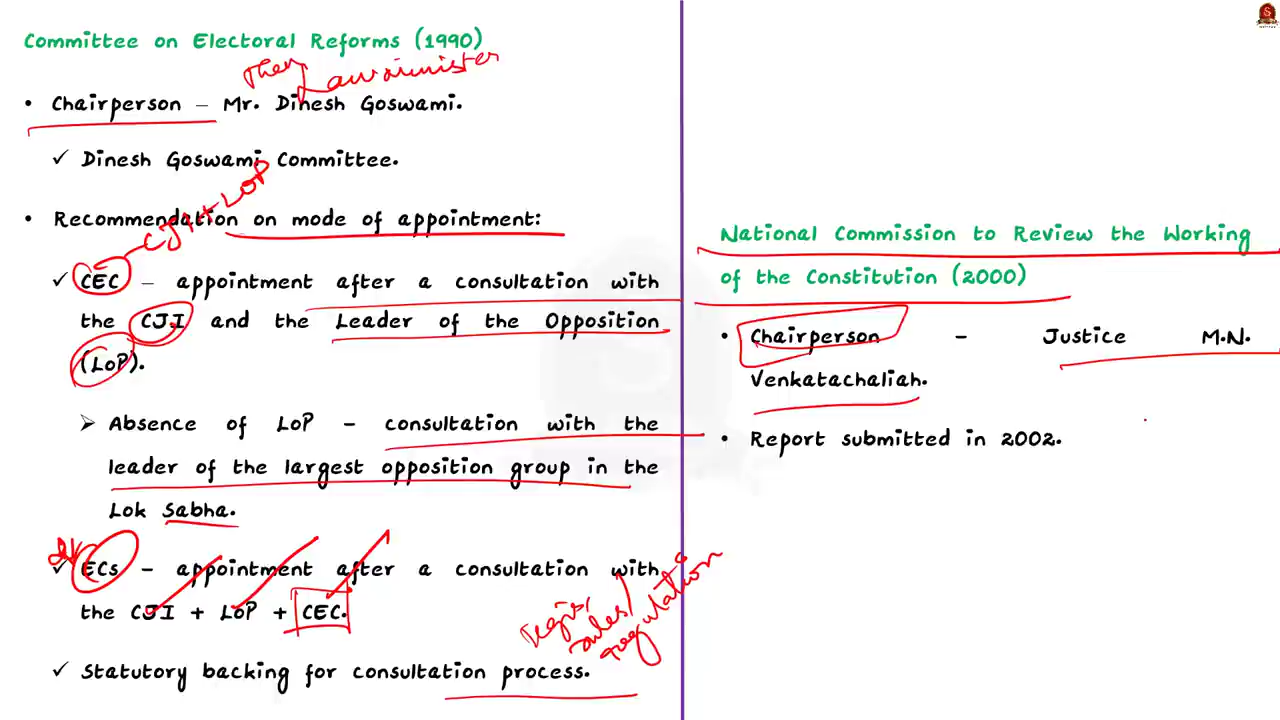 Committee on Electoral Reforms (1990)
Then
Law minister
• Chairperson – Mr. Dinesh Goswami.
✓ Dinesh Goswami Committee.
CJI + LoP
• Recommendation on mode of appointment:
✓ CEC – appointment after a consultation with
the CJI and the Leader of the Opposition
(LoP).
➢ Absence of LoP – consultation with the
leader of the largest opposition group in the
Lok Sabha.
✓ ECs – appointment after a consultation with
the CJI + LoP + CEC.
rules/
regulation
✓ Statutory backing for consultation process.
National Commission to Review the Working
of the Constitution (2000)
• Chairperson – Justice M.N.
Venkatachaliah.
• Report submitted in 2002.